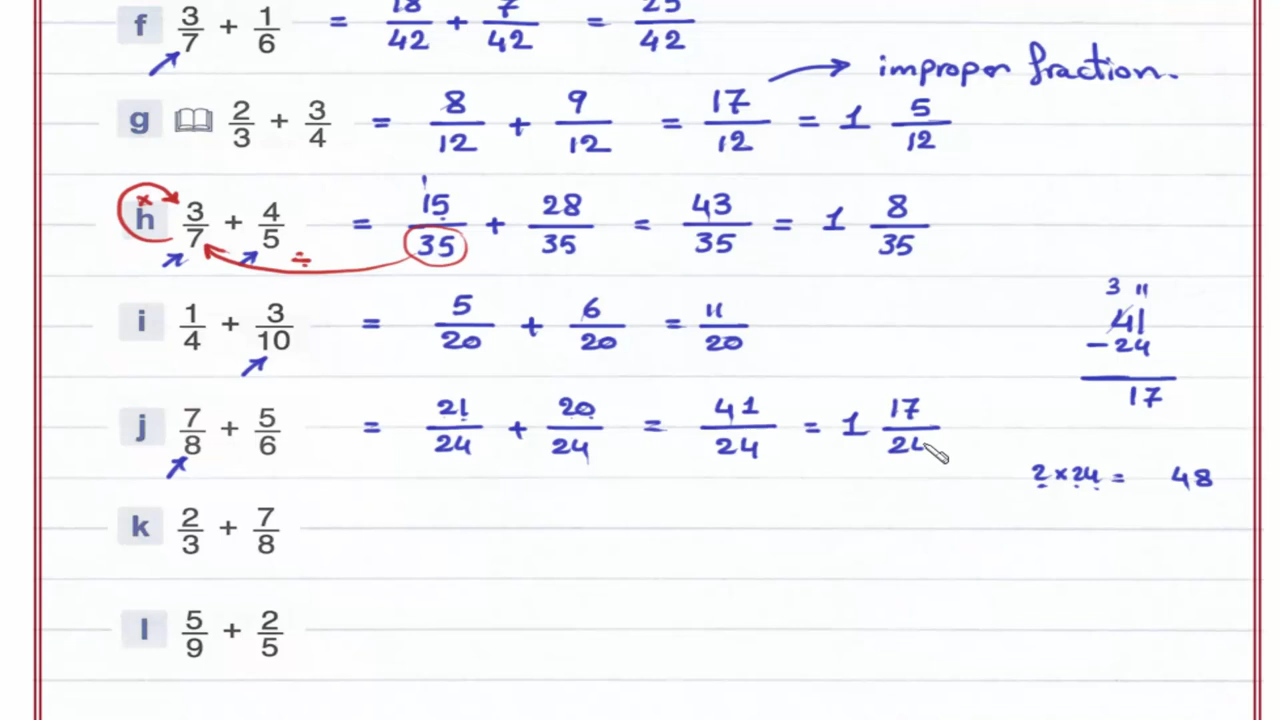 f 3/7 + 1/6 = 18/42 + 7/42 = 25/42
improper fraction.
g 2/3 + 3/4 = 8/12 + 9/12 = 17/12 = 1 5/12
h 3/7 + 4/5 = 15/35 + 28/35 = 43/35 = 1 8/35
× ÷
i 1/4 + 3/10 = 5/20 + 6/20 = 11/20
3 11
41
-24
17
j 7/8 + 5/6 = 21/24 + 20/24 = 41/24 = 1 17/24
2 × 24 = 48
k 2/3 + 7/8
l 5/9 + 2/5